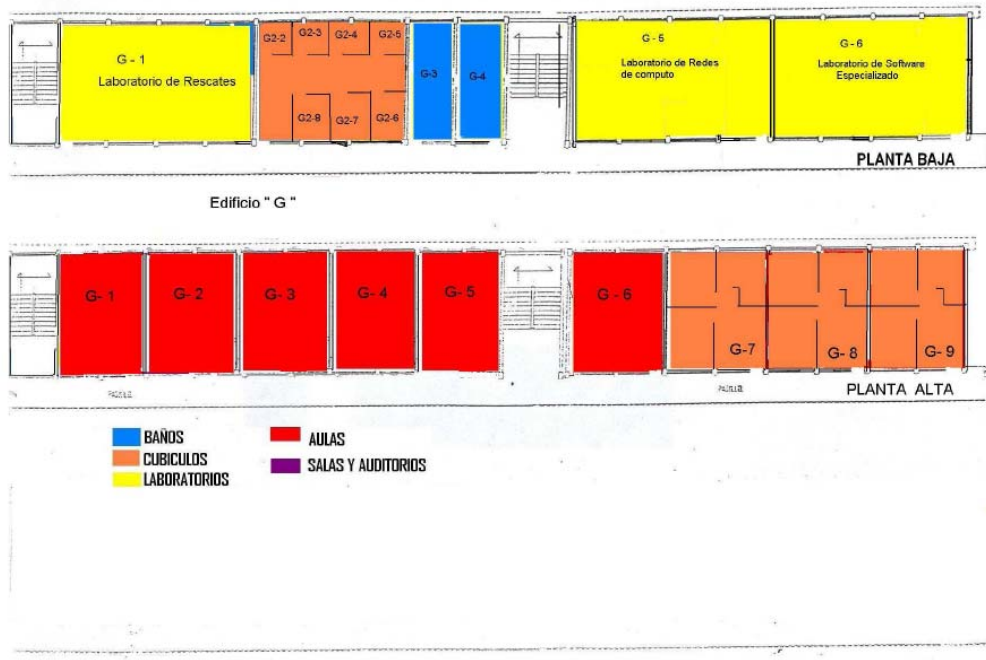 G2-2 G2-3 G2-4 G2-5
G - 1
Laboratorio de Rescates
G2-8 G2-7 G2-6
G-3
G-4
G - 5
Laboratorio de Redes
de computo
G - 6
Laboratorio de Software
Especializado
PLANTA BAJA
Edificio " G "
G- 1
G- 2
G- 3
G- 4
G- 5
G - 6
G-7
G- 8
G- 9
PLANTA ALTA
BAÑOS
CUBICULOS
LABORATORIOS
AULAS
SALAS Y AUDITORIOS